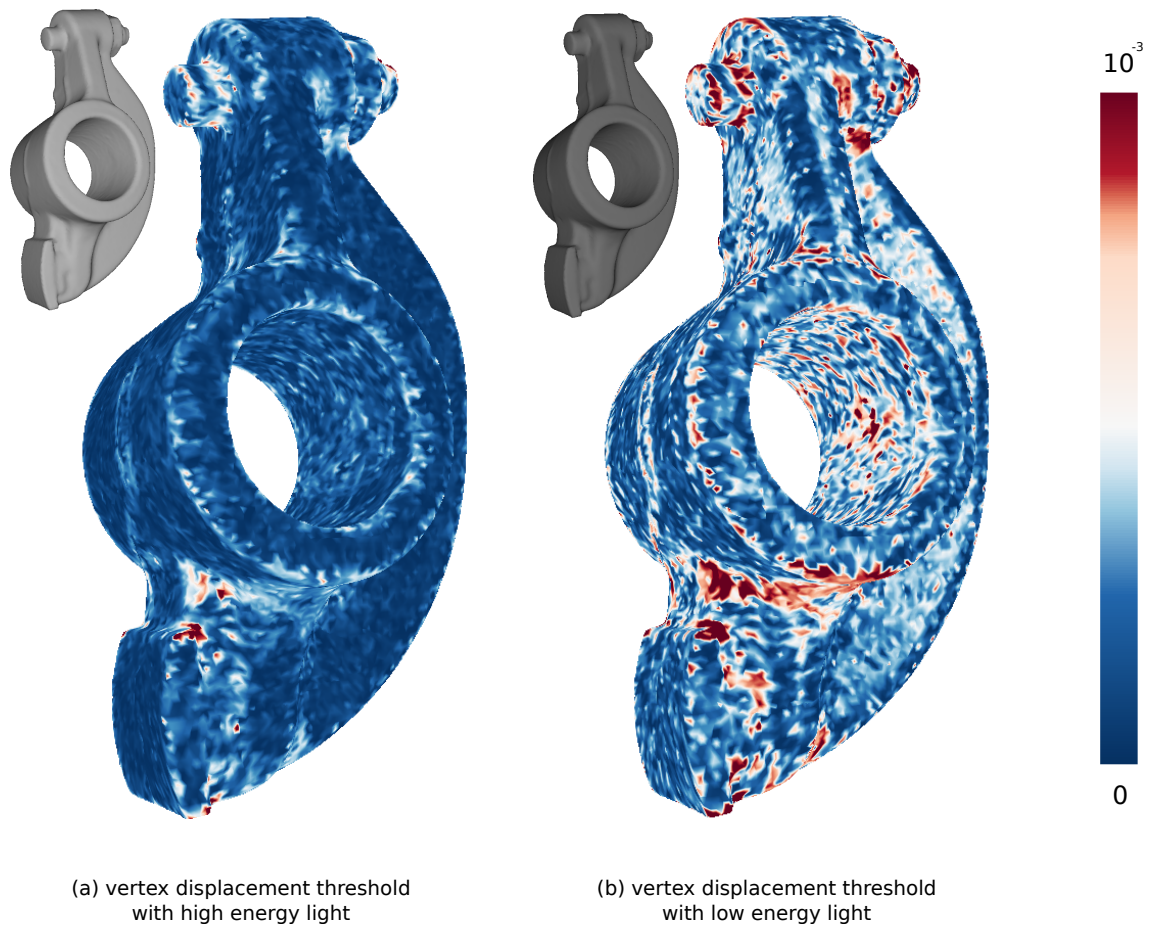 10-3
0
(a) vertex displacement threshold
with high energy light
(b) vertex displacement threshold
with low energy light